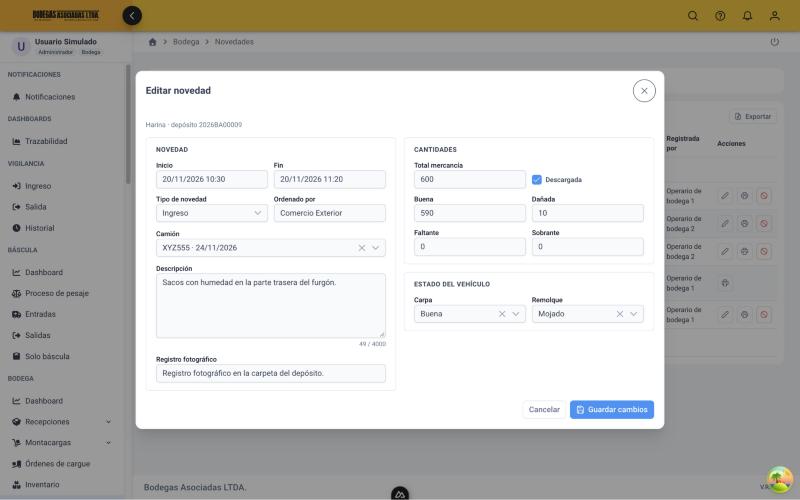 BODEGAS ASOCIADAS LTDA.
U
Usuario Simulado
Administrador
Bodega
Bodega
Novedades
NOTIFICACIONES
Notificaciones
DASHBOARDS
Trazabilidad
VIGILANCIA
Ingreso
Salida
Historial
BÁSCULA
Dashboard
Proceso de pesaje
Entradas
Salidas
Solo báscula
BODEGA
Dashboard
Recepciones
Montacargas
Órdenes de cargue
Inventario
Editar novedad
Harina · depósito 2026BA00009
NOVEDAD
Inicio
Fin
20/11/2026 10:30
20/11/2026 11:20
Tipo de novedad
Ordenado por
Ingreso
Comercio Exterior
Camión
XYZ555 · 24/11/2026
Descripción
Sacos con humedad en la parte trasera del furgón.
49 / 4000
Registro fotográfico
Registro fotográfico en la carpeta del depósito.
CANTIDADES
Total mercancía
600
Descargada
Buena
Dañada
590
10
Faltante
Sobrante
0
0
ESTADO DEL VEHÍCULO
Carpa
Remolque
Buena
Mojado
Cancelar
Guardar cambios
Exportar
Registrada por
Acciones
Operario de bodega 1
Operario de bodega 2
Operario de bodega 2
Operario de bodega 1
Operario de bodega 1
Bodegas Asociadas LTDA.